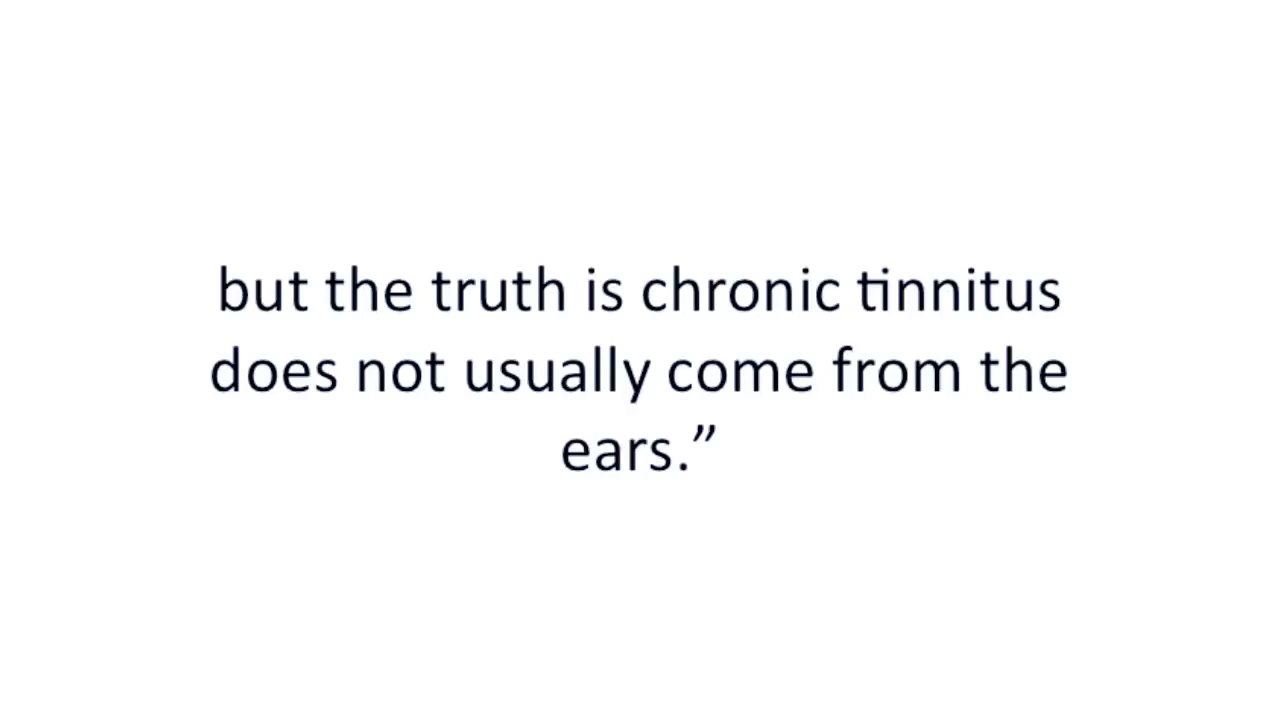 but the truth is chronic tinnitus
does not usually come from the
ears.”